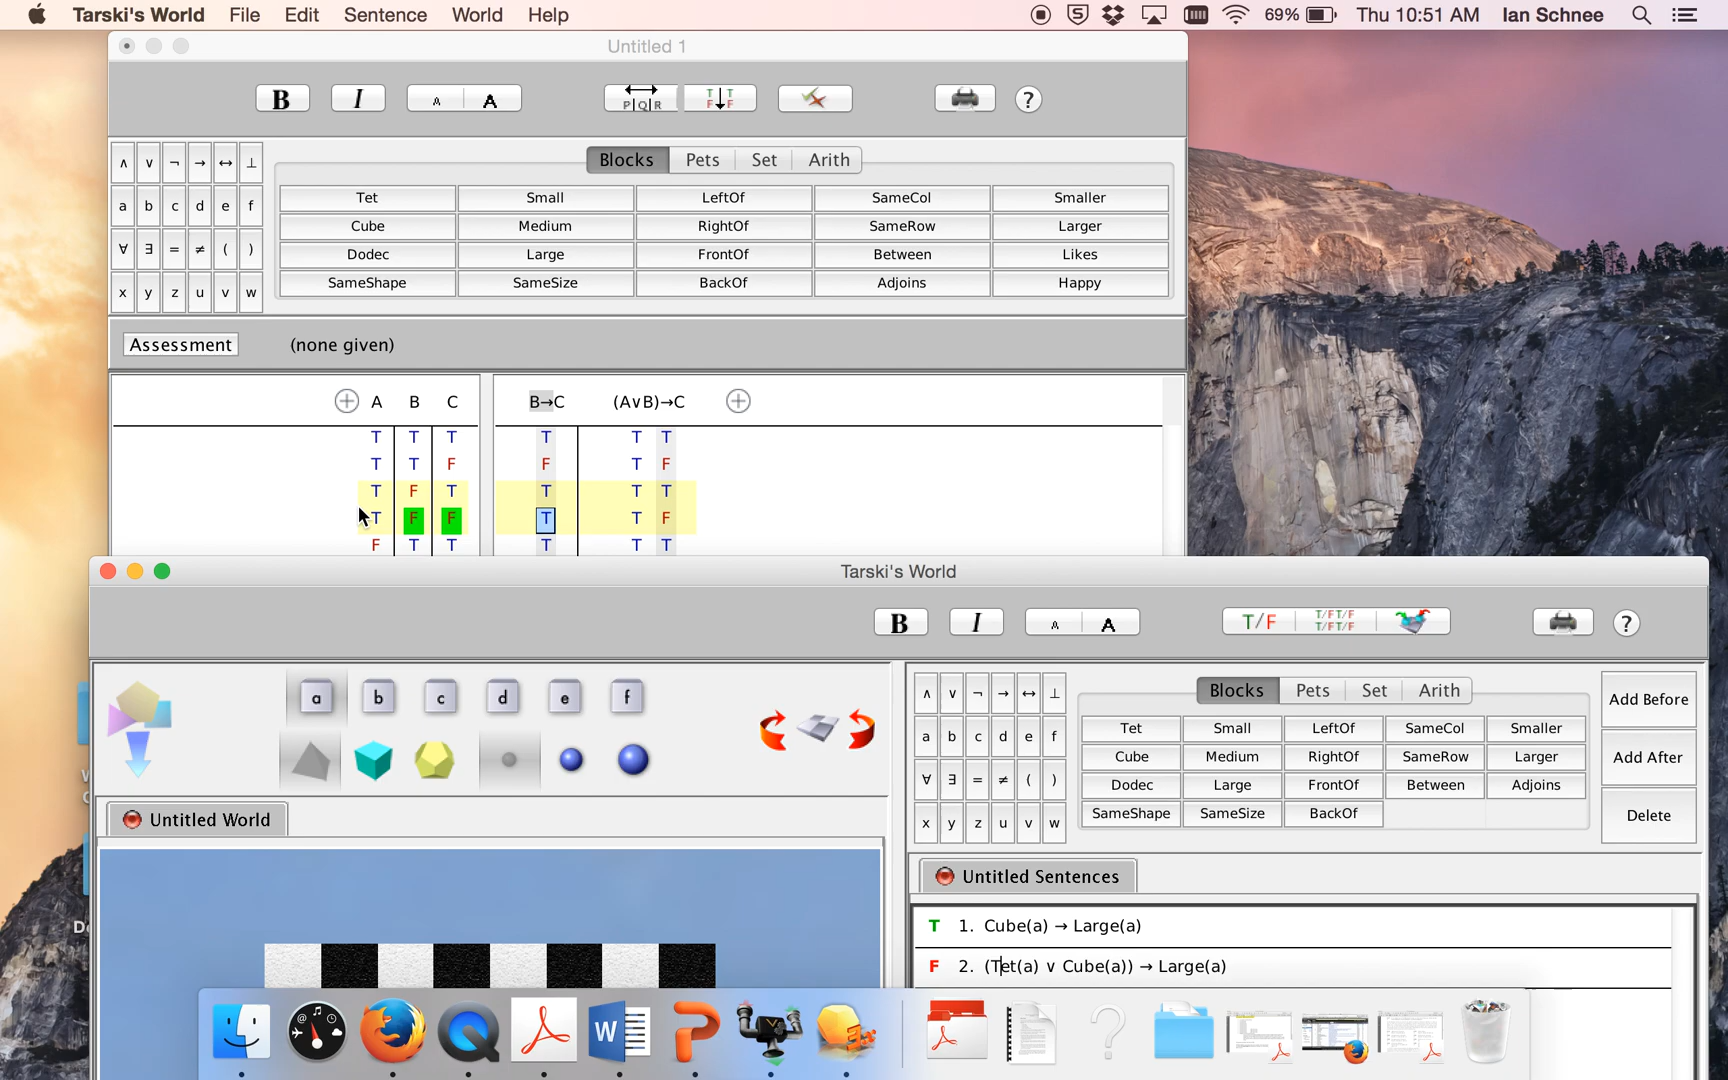 Tarski's World File Edit Sentence World Help 69% Thu 10:51 AM Ian Schnee
Untitled 1
B I A A P|Q|R T T F F ?
∧ ∨ ¬ → ↔ ⊥
a b c d e f
∀ ∃ = ≠ ( )
x y z u v w
Blocks Pets Set Arith
Tet Small LeftOf SameCol Smaller
Cube Medium RightOf SameRow Larger
Dodec Large FrontOf Between Likes
SameShape SameSize BackOf Adjoins Happy
Assessment (none given)
A B C B→C (A∨B)→C
T T T T T T
T T F F T F
T F T T T T
T F F T T F
F T T T T T
Tarski's World
B I A A T/F T/F T/F T/F T/F ?
a b c d e f
Untitled World
∧ ∨ ¬ → ↔ ⊥
a b c d e f
∀ ∃ = ≠ ( )
x y z u v w
Blocks Pets Set Arith
Tet Small LeftOf SameCol Smaller
Cube Medium RightOf SameRow Larger
Dodec Large FrontOf Between Adjoins
SameShape SameSize BackOf
Add Before
Add After
Delete
Untitled Sentences
T 1. Cube(a) → Large(a)
F 2. (Tet(a) ∨ Cube(a)) → Large(a)